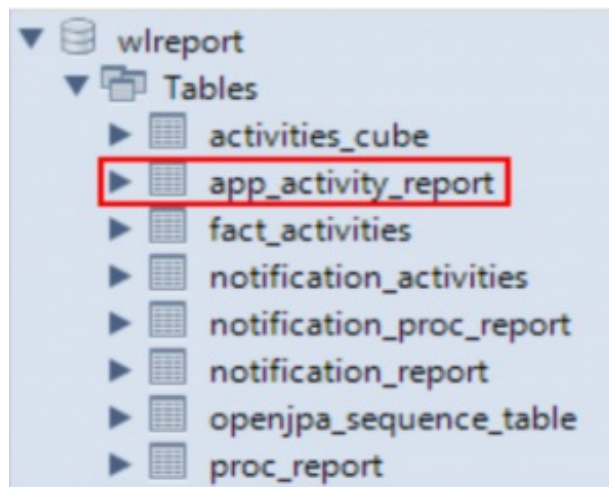 wlreport
Tables
activities_cube
app_activity_report
fact_activities
notification_activities
notification_proc_report
notification_report
openjpa_sequence_table
proc_report